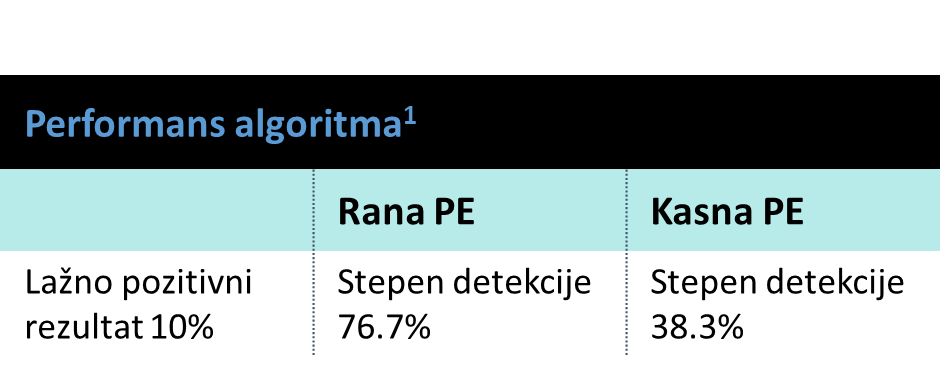 Performans algoritma¹
Rana PE
Kasna PE
Lažno pozitivni
rezultat 10%
Stepen detekcije
76.7%
Stepen detekcije
38.3%